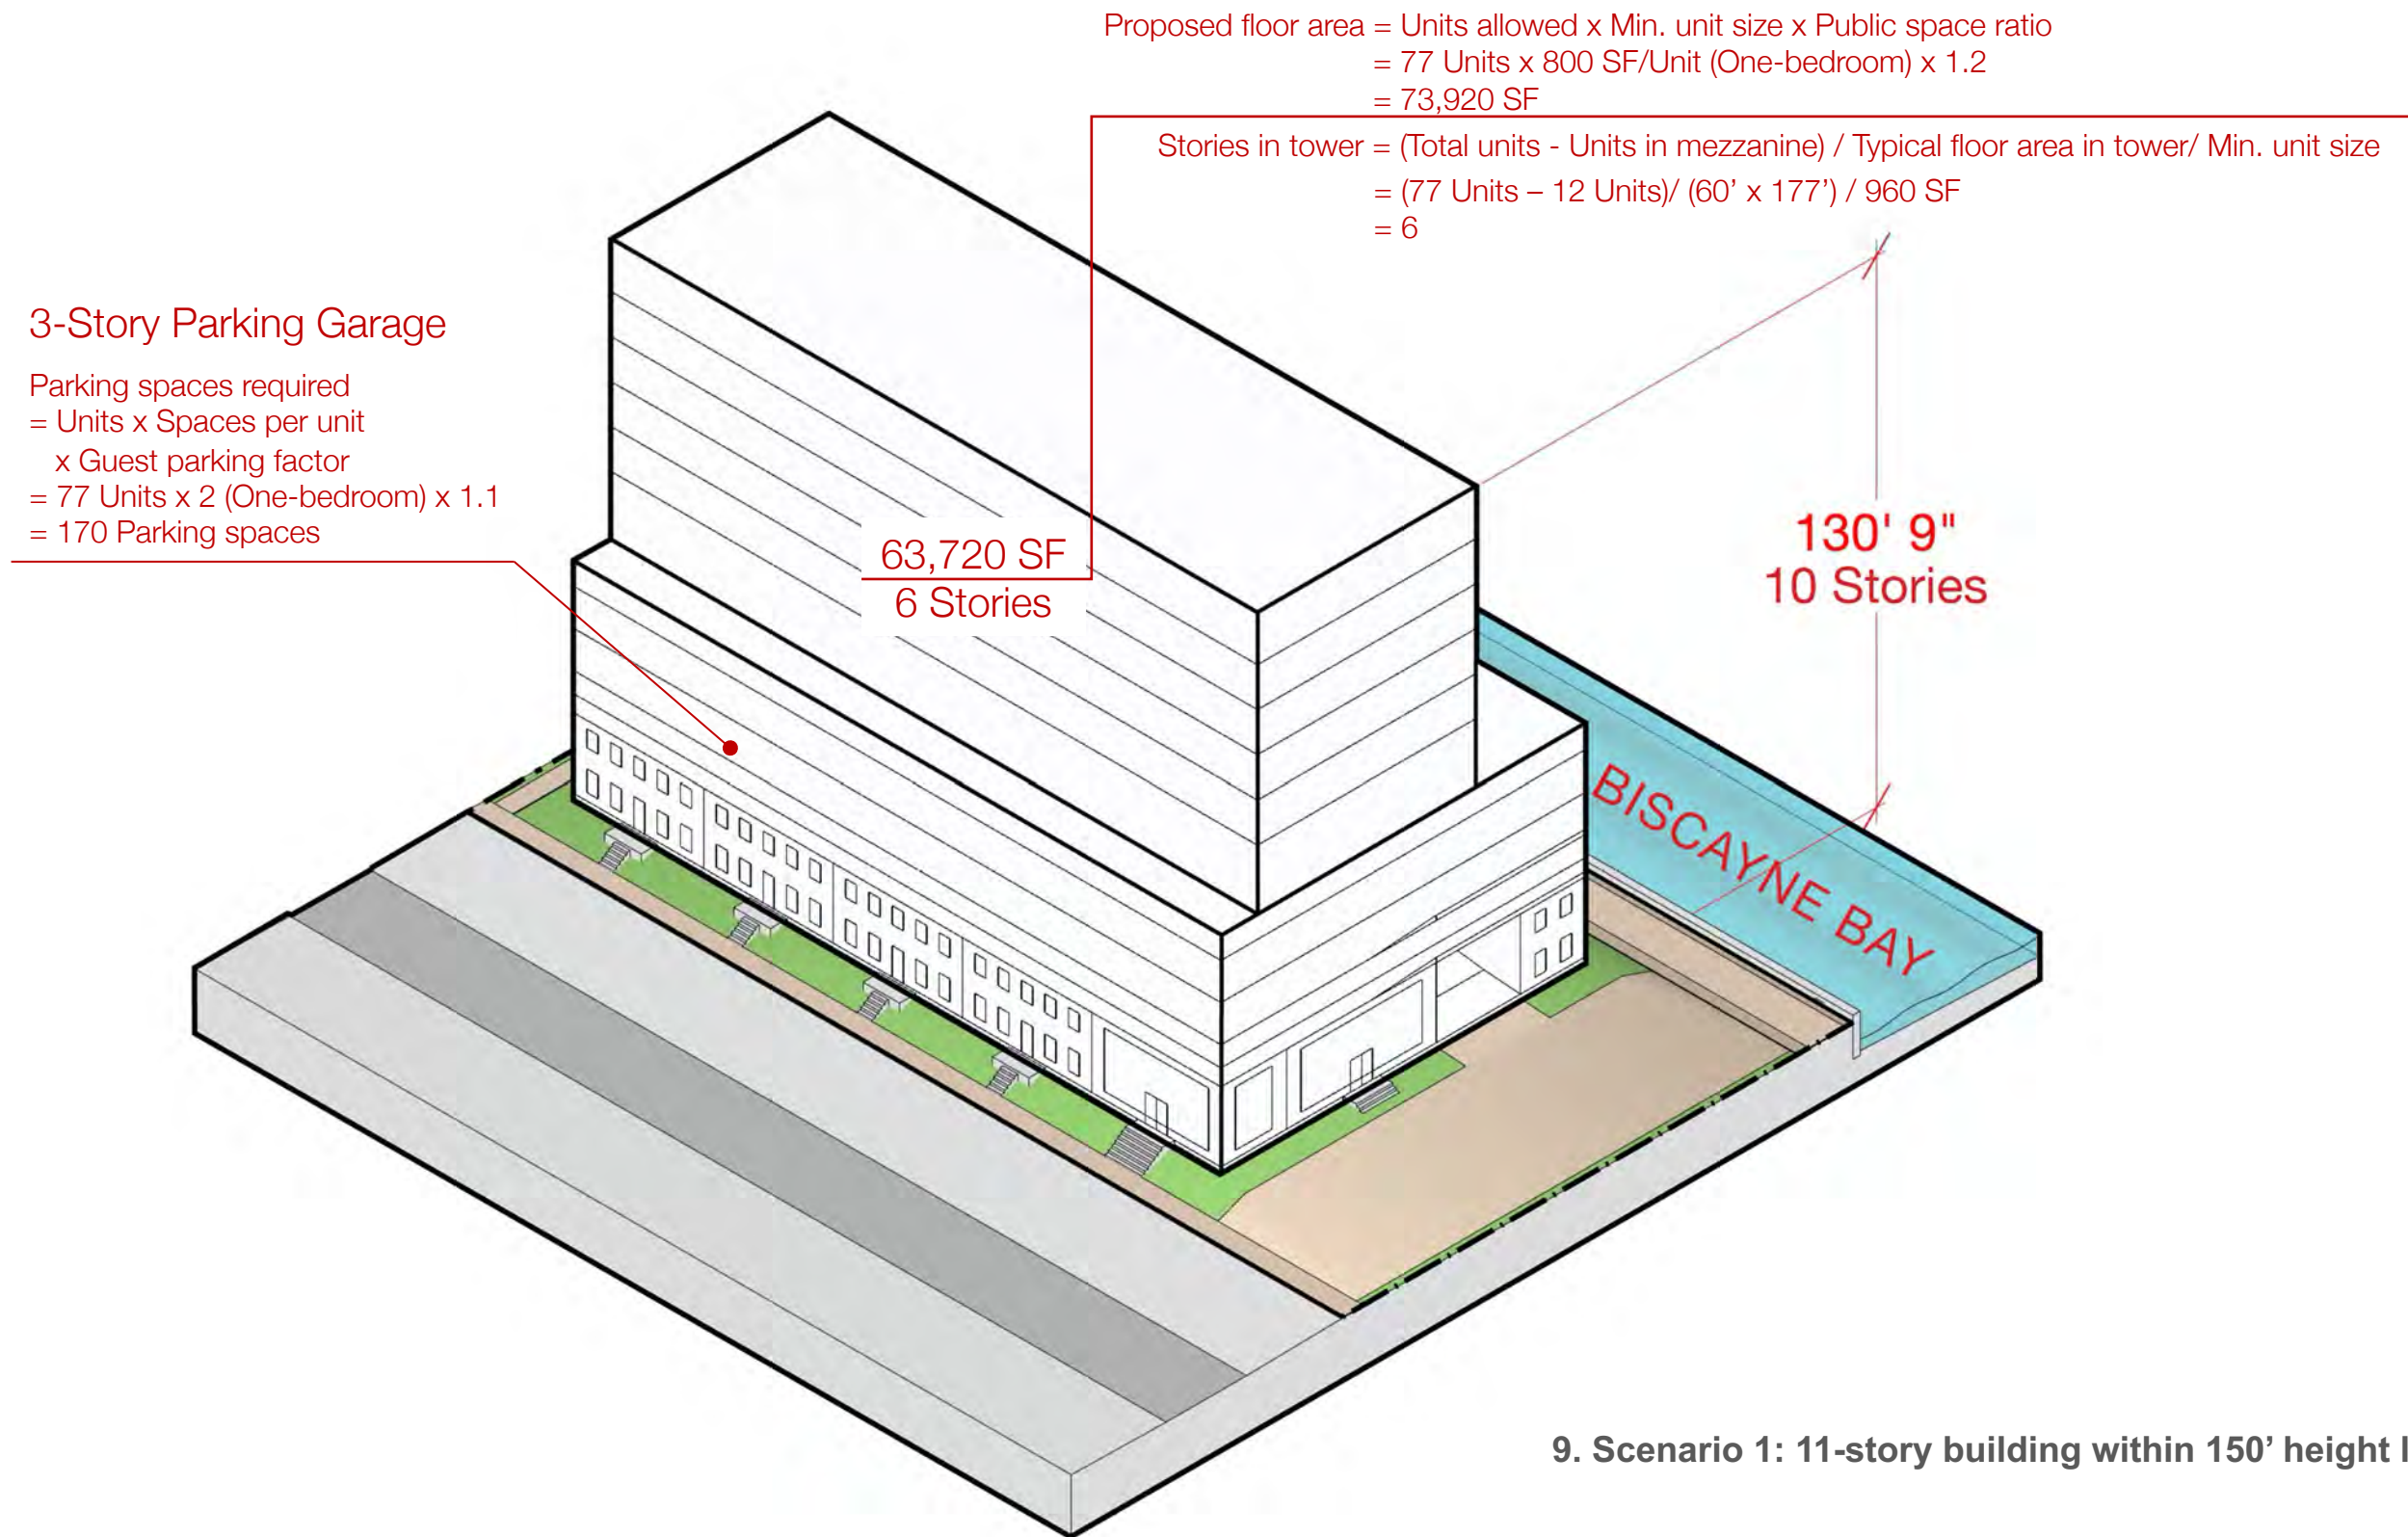 Proposed floor area = Units allowed x Min. unit size x Public space ratio
= 77 Units x 800 SF/Unit (One-bedroom) x 1.2
= 73,920 SF
Stories in tower = (Total units - Units in mezzanine) / Typical floor area in tower/ Min. unit size
= (77 Units – 12 Units)/ (60’ x 177’) / 960 SF
= 6
3-Story Parking Garage
Parking spaces required
= Units x Spaces per unit
x Guest parking factor
= 77 Units x 2 (One-bedroom) x 1.1
= 170 Parking spaces
63,720 SF
6 Stories
130' 9"
10 Stories
BISCAYNE BAY
9. Scenario 1: 11-story building within 150’ height